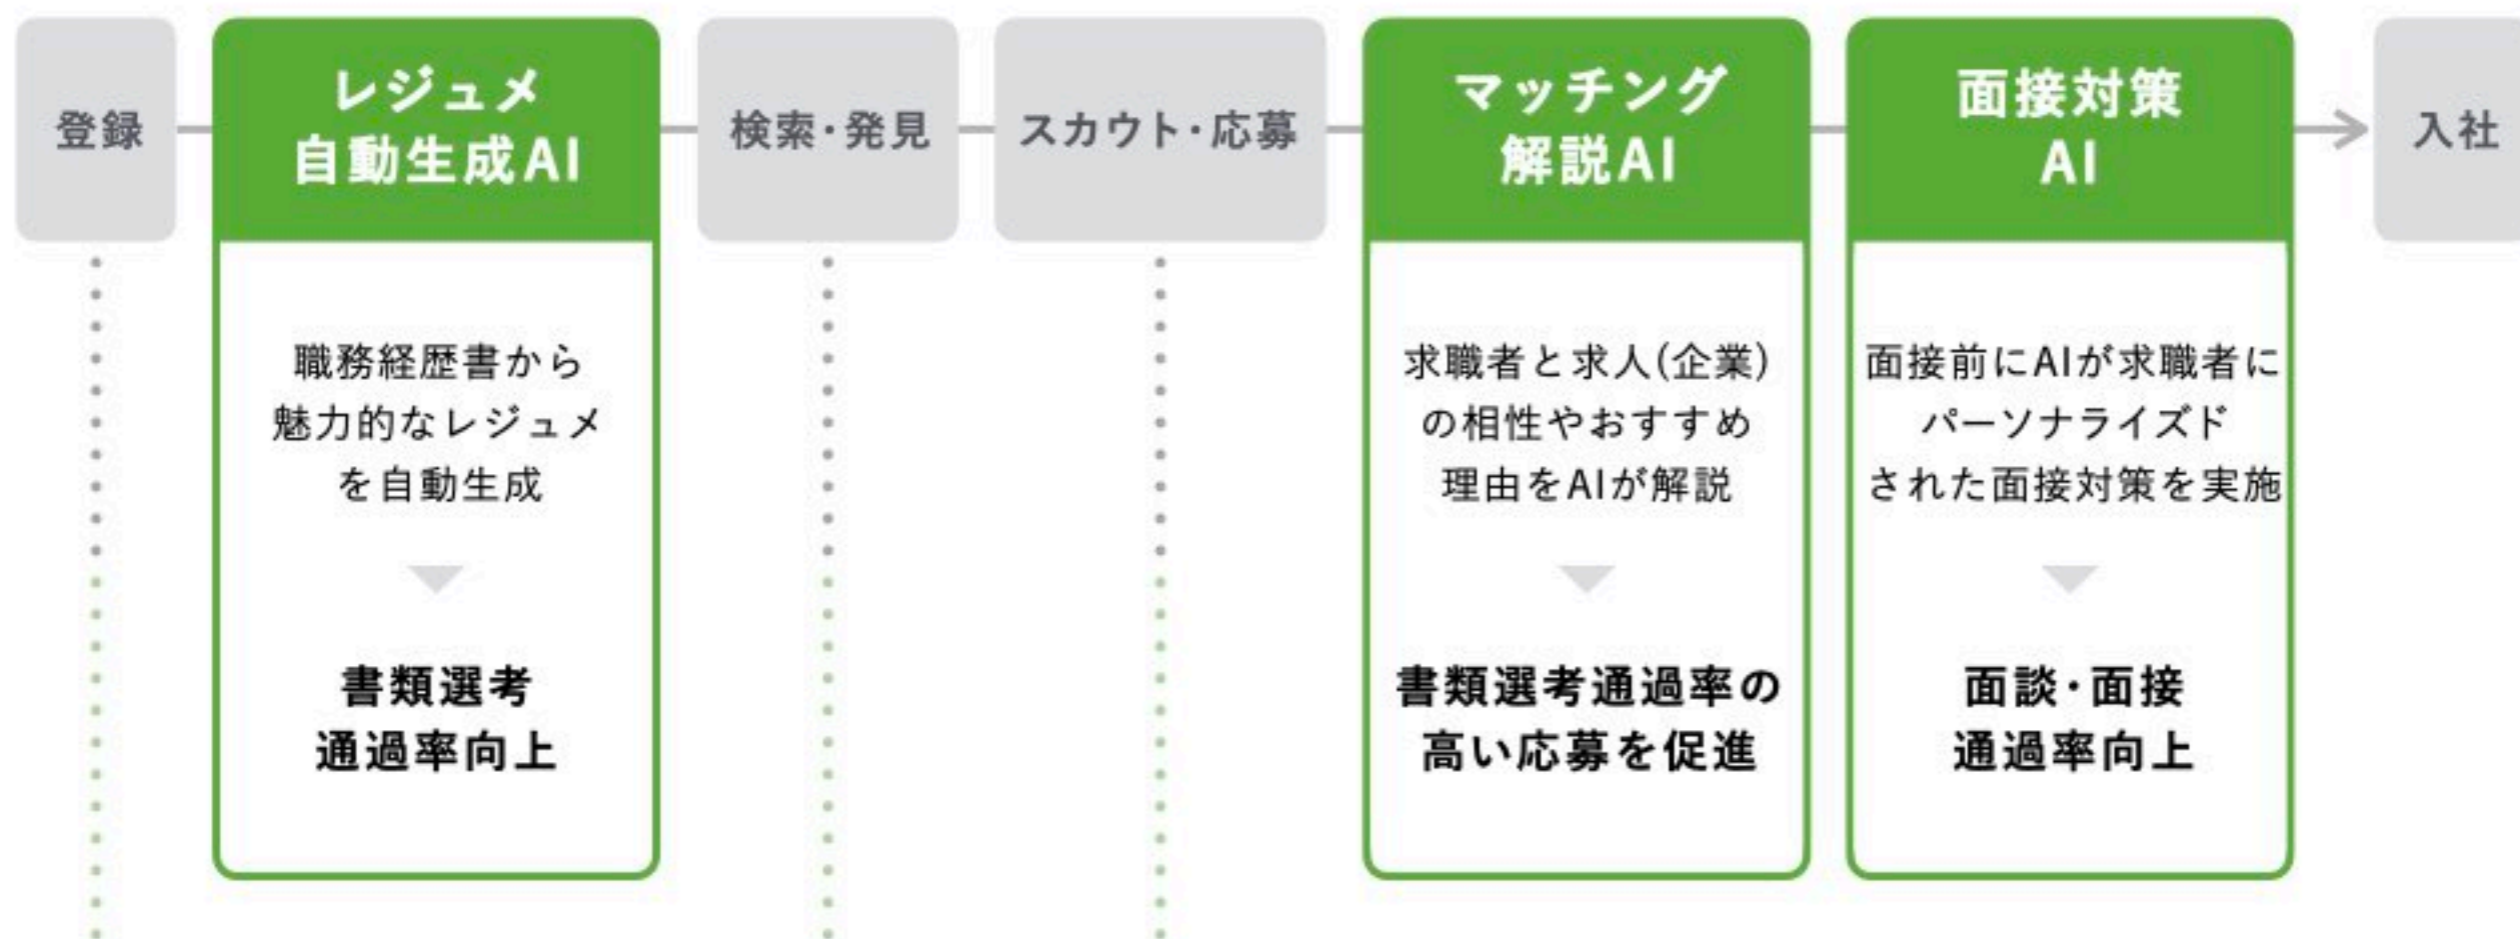 登録
レジュメ
自動生成AI
検索・発見
スカウト・応募
マッチング
解説AI
面接対策
AI
入社
職務経歴書から
魅力的なレジュメ
を自動生成
書類選考
通過率向上
求職者と求人(企業)
の相性やおすすめ
理由をAIが解説
書類選考通過率の
高い応募を促進
面接前にAIが求職者に
パーソナライズド
された面接対策を実施
面談・面接
通過率向上